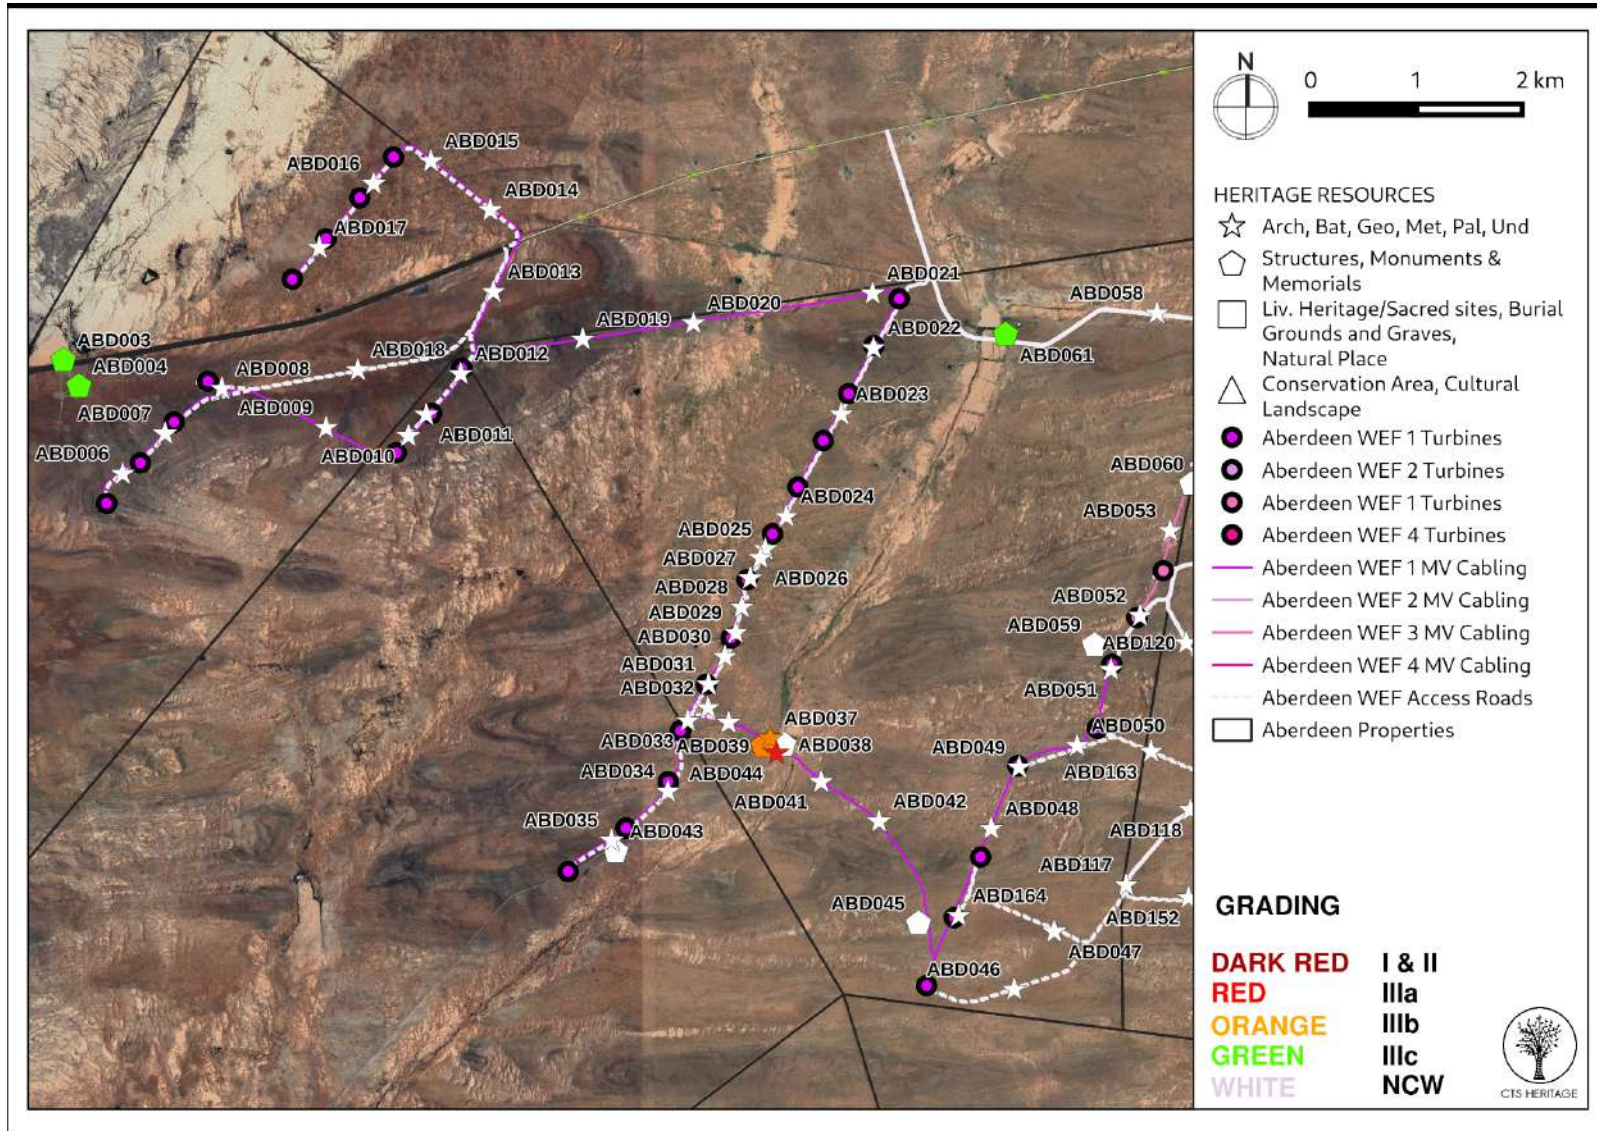 ABD015
ABD016
ABD014
ABD017
ABD013
ABD021
ABD058
ABD020
ABD019
ABD022
ABD003
ABD018
ABD012
ABD061
ABD004
ABD008
ABD023
ABD007
ABD009
ABD011
ABD006
ABD010
ABD060
ABD024
ABD053
ABD025
ABD027
ABD026
ABD028
ABD052
ABD029
ABD059
ABD030
ABD120
ABD031
ABD032
ABD051
ABD037
ABD050
ABD033
ABD039
ABD038
ABD049
ABD034
ABD044
ABD163
ABD041
ABD042
ABD048
ABD035
ABD043
ABD118
ABD117
ABD045
ABD164
ABD152
ABD047
ABD046
N
0 1 2 km
HERITAGE RESOURCES
Arch, Bat, Geo, Met, Pal, Und
Structures, Monuments &
Memorials
Liv. Heritage/Sacred sites, Burial
Grounds and Graves,
Natural Place
Conservation Area, Cultural
Landscape
Aberdeen WEF 1 Turbines
Aberdeen WEF 2 Turbines
Aberdeen WEF 1 Turbines
Aberdeen WEF 4 Turbines
Aberdeen WEF 1 MV Cabling
Aberdeen WEF 2 MV Cabling
Aberdeen WEF 3 MV Cabling
Aberdeen WEF 4 MV Cabling
Aberdeen WEF Access Roads
Aberdeen Properties
GRADING
DARK RED I & II
RED IIIa
ORANGE IIIb
GREEN IIIc
WHITE NCW
CTS HERITAGE